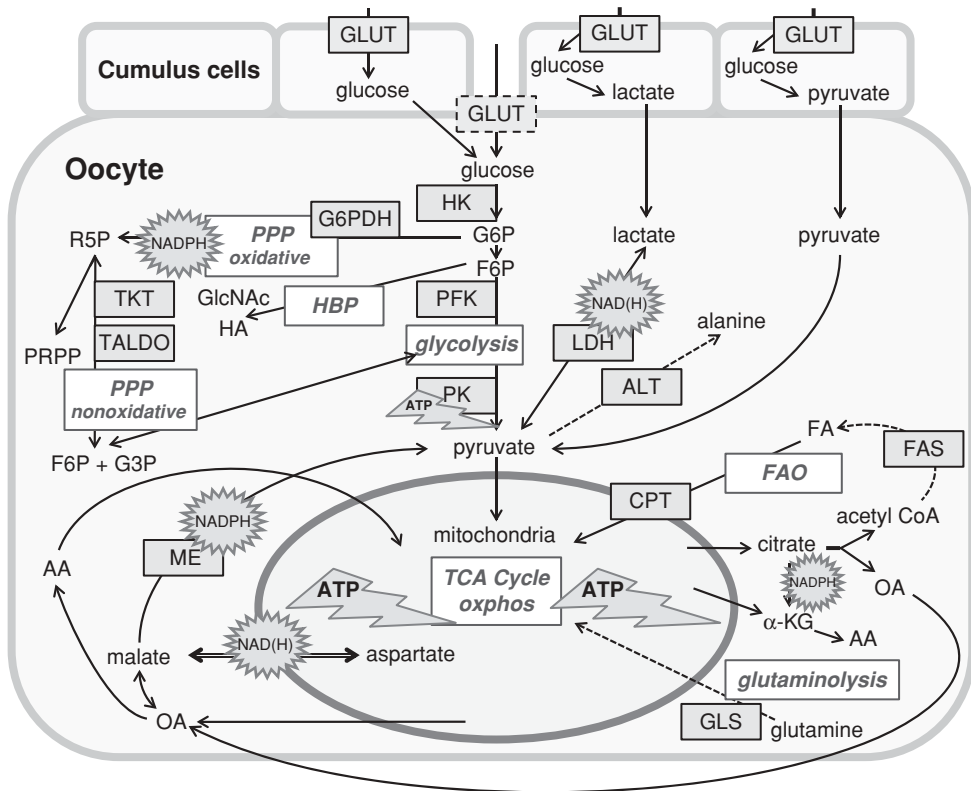 GLUT
GLUT
GLUT
Cumulus cells
glucose
glucose
glucose
lactate
pyruvate
GLUT
Oocyte
glucose
HK
G6PDH
R5P
NADPH
PPP
oxidative
G6P
lactate
pyruvate
F6P
TKT
GlcNAc
HA
HBP
PFK
NAD(H)
alanine
PRPP
TALDO
glycolysis
LDH
PPP
nonoxidative
ATP
PK
ALT
F6P + G3P
pyruvate
FA
FAS
FAO
CPT
NADPH
acetyl CoA
mitochondria
citrate
ME
AA
ATP
TCA Cycle
oxphos
ATP
NADPH
OA
α-KG
AA
malate
NAD(H)
aspartate
glutaminolysis
OA
GLS
glutamine